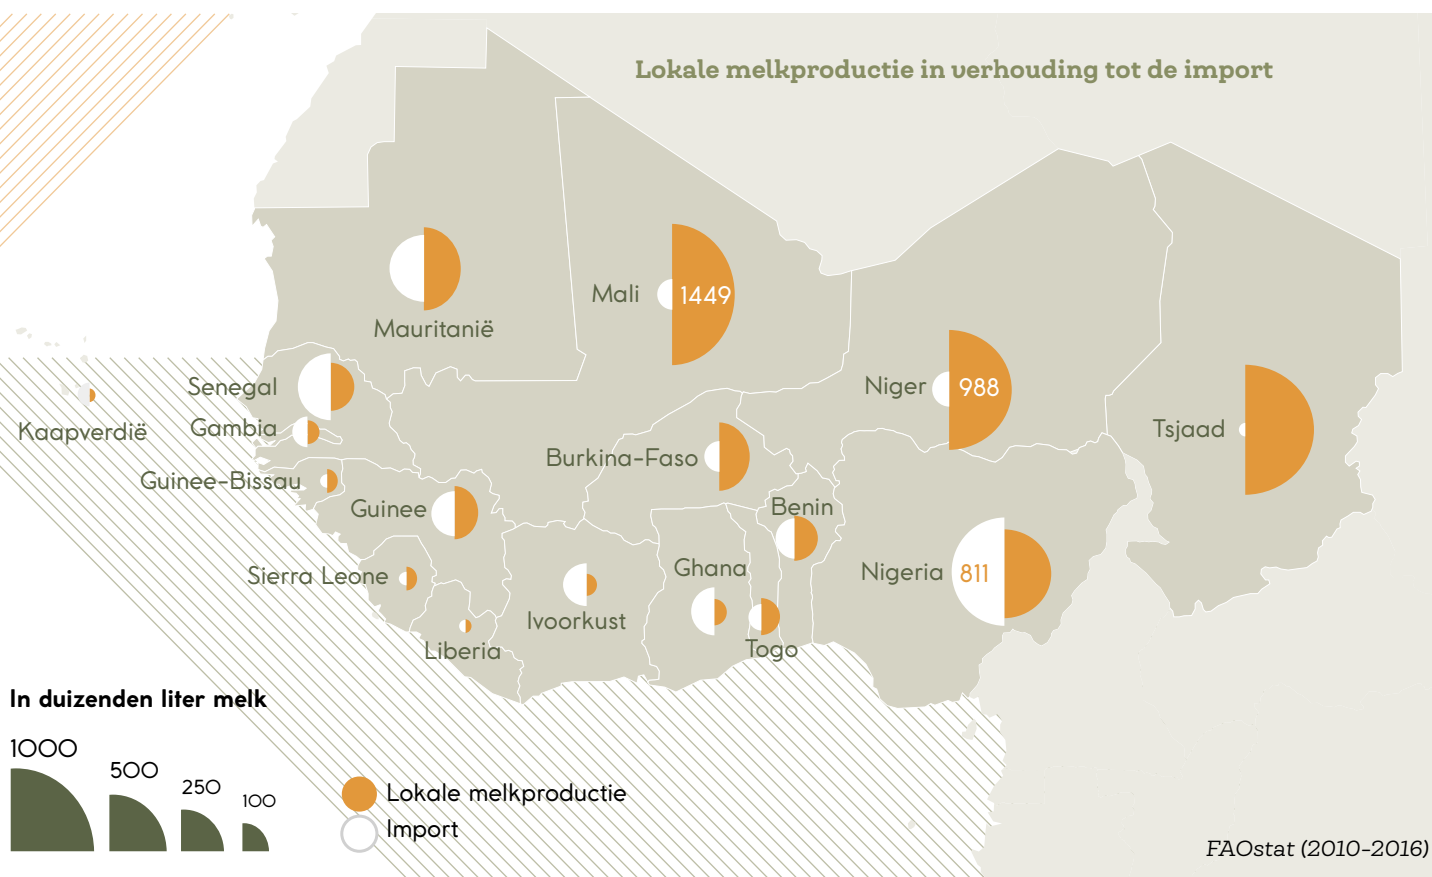 Lokale melkproductie in verhouding tot de import
Mauritanië
Mali
1449
Niger
988
Tsjaad
Senegal
Gambia
Kaapverdië
Guinee-Bissau
Guinee
Burkina-Faso
Benin
Sierra Leone
Ghana
Nigeria
811
Ivoorkust
Liberia
Togo
In duizenden liter melk
1000
500
250
100
Lokale melkproductie
Import
FAOstat (2010-2016)